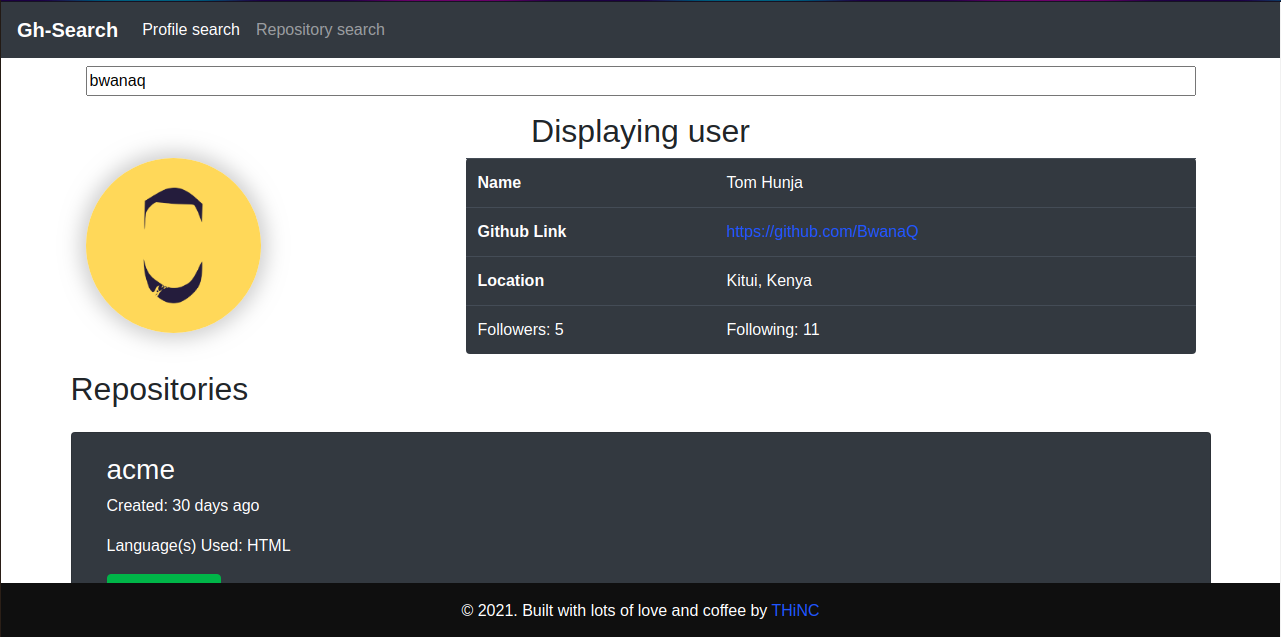 Gh-Search Profile search Repository search
bwanaq
Displaying user
Name Tom Hunja
Github Link https://github.com/BwanaQ
Location Kitui, Kenya
Followers: 5 Following: 11
Repositories
acme
Created: 30 days ago
Language(s) Used: HTML
© 2021. Built with lots of love and coffee by THiNC